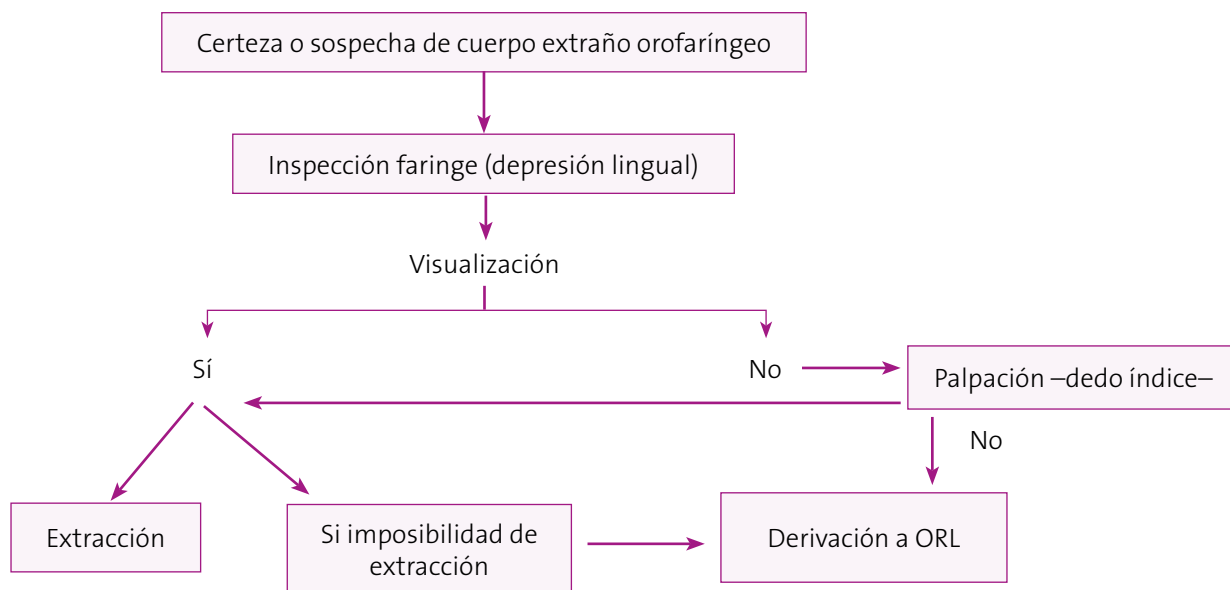 Certeza o sospecha de cuerpo extraño orofaríngeo
Inspección faringe (depresión lingual)
Visualización
Sí
No
Palpación –dedo índice–
No
Extracción
Si imposibilidad de
extracción
Derivación a ORL